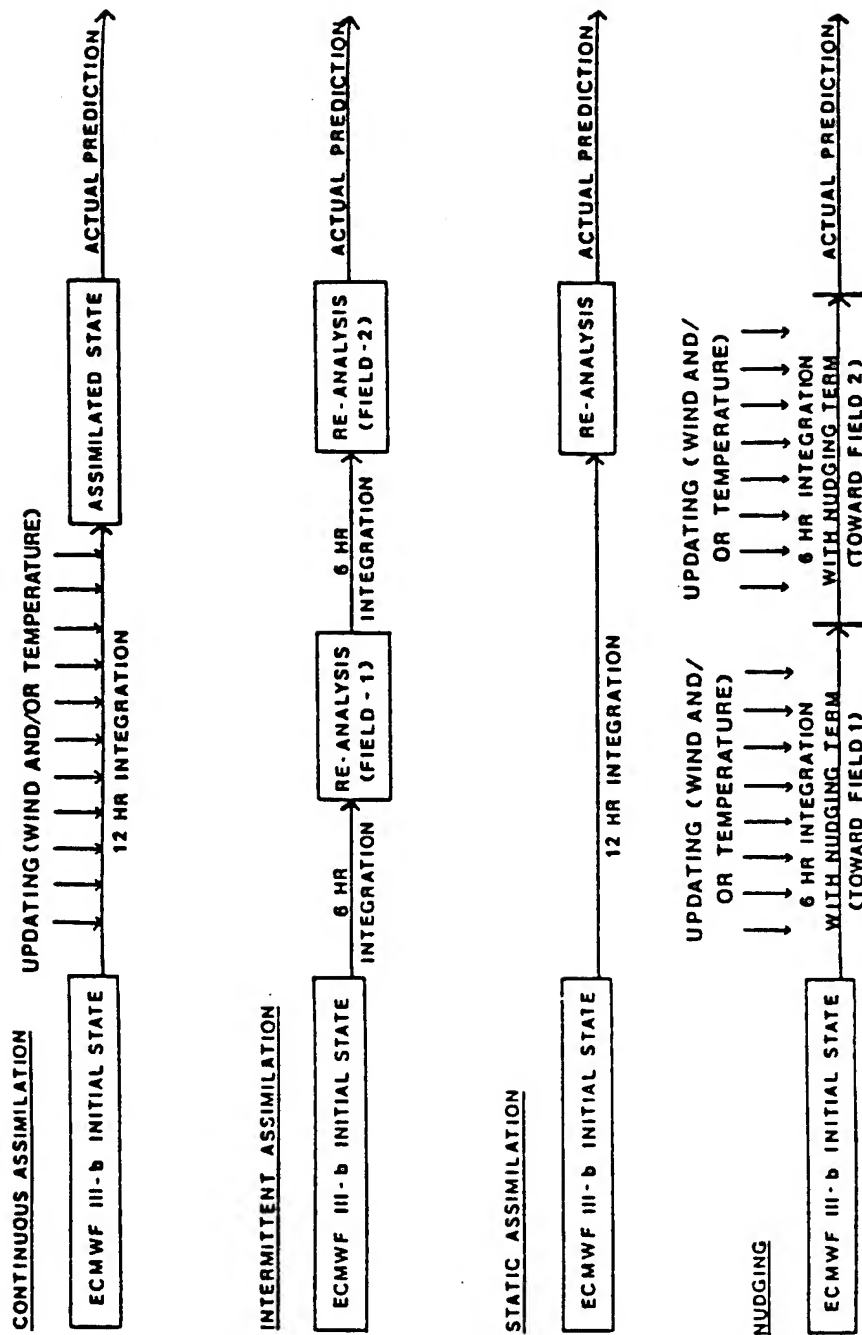 CONTINUOUS ASSIMILATION
UPDATING (WIND AND/OR TEMPERATURE)
ECMWF III-b INITIAL STATE
12 HR INTEGRATION
ASSIMILATED STATE
ACTUAL PREDICTION
INTERMITTENT ASSIMILATION
ECMWF III-b INITIAL STATE
6 HR
INTEGRATION
RE-ANALYSIS
(FIELD-1)
6 HR
INTEGRATION
RE-ANALYSIS
(FIELD-2)
ACTUAL PREDICTION
STATIC ASSIMILATION
ECMWF III-b INITIAL STATE
12 HR INTEGRATION
RE-ANALYSIS
ACTUAL PREDICTION
NUDGING
ECMWF III-b INITIAL STATE
UPDATING (WIND AND/
OR TEMPERATURE)
6 HR INTEGRATION
WITH NUDGING TERM
(TOWARD FIELD 1)
UPDATING (WIND AND/
OR TEMPERATURE)
6 HR INTEGRATION
WITH NUDGING TERM
(TOWARD FIELD 2)
ACTUAL PREDICTION